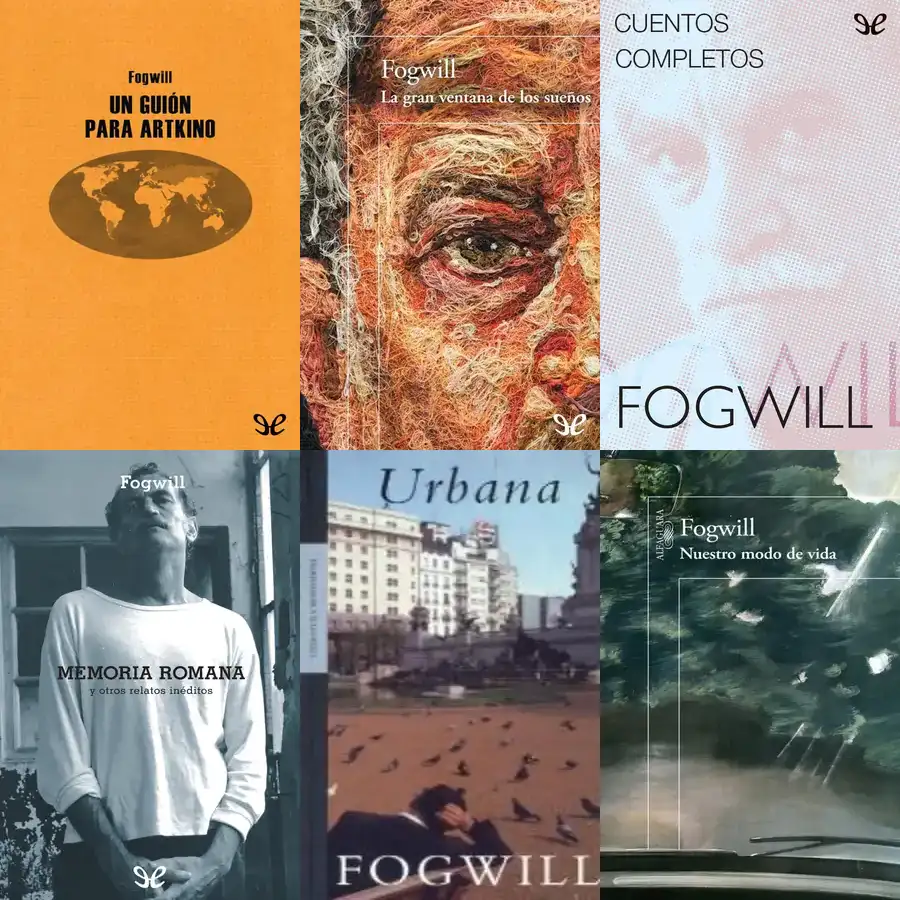 Fogwill
UN GUIÓN
PARA ARTKINO
Fogwill
La gran ventana de los sueños
CUENTOS
COMPLETOS
FOGWILL
Fogwill
MEMORIA ROMANA
y otros relatos inéditos
Urbana
FOGWILL
ALFAGUARA
Fogwill
Nuestro modo de vida